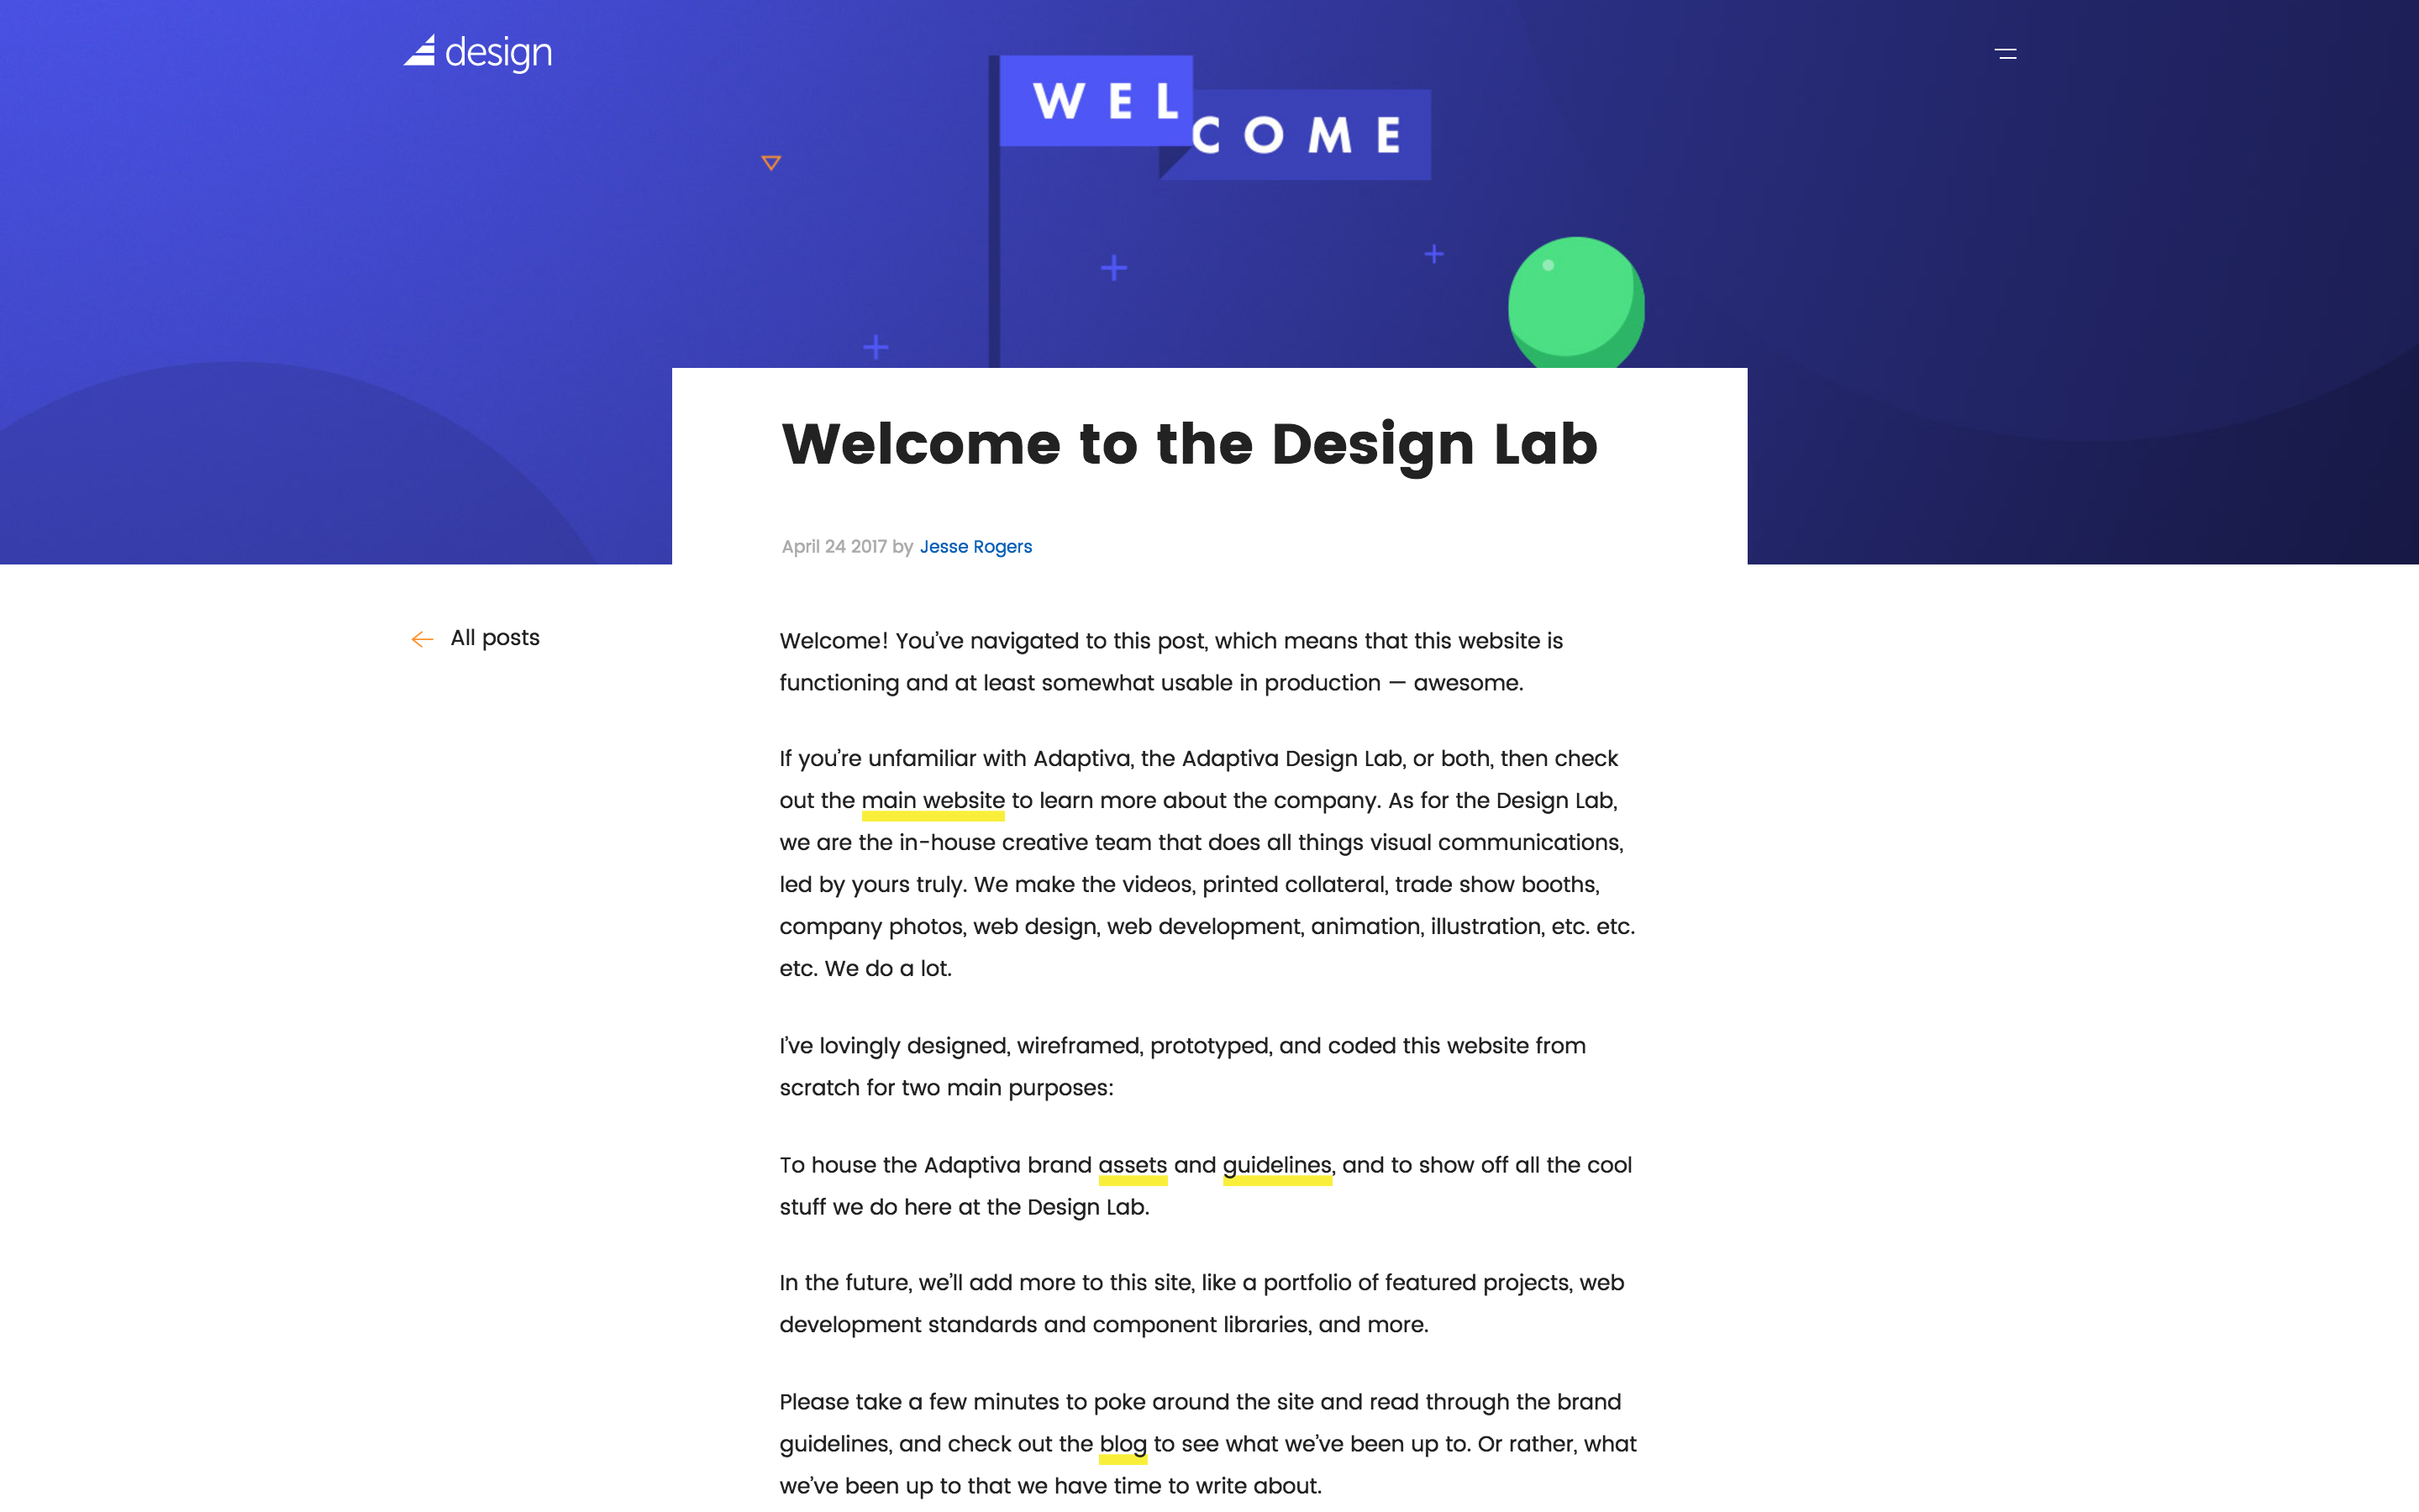 design
WELCOME
Welcome to the Design Lab
April 24 2017 by Jesse Rogers
All posts
Welcome! You’ve navigated to this post, which means that this website is
functioning and at least somewhat usable in production — awesome.
If you’re unfamiliar with Adaptiva, the Adaptiva Design Lab, or both, then check
out the main website to learn more about the company. As for the Design Lab,
we are the in-house creative team that does all things visual communications,
led by yours truly. We make the videos, printed collateral, trade show booths,
company photos, web design, web development, animation, illustration, etc. etc.
etc. We do a lot.
I’ve lovingly designed, wireframed, prototyped, and coded this website from
scratch for two main purposes:
To house the Adaptiva brand assets and guidelines, and to show off all the cool
stuff we do here at the Design Lab.
In the future, we’ll add more to this site, like a portfolio of featured projects, web
development standards and component libraries, and more.
Please take a few minutes to poke around the site and read through the brand
guidelines, and check out the blog to see what we’ve been up to. Or rather, what
we’ve been up to that we have time to write about.